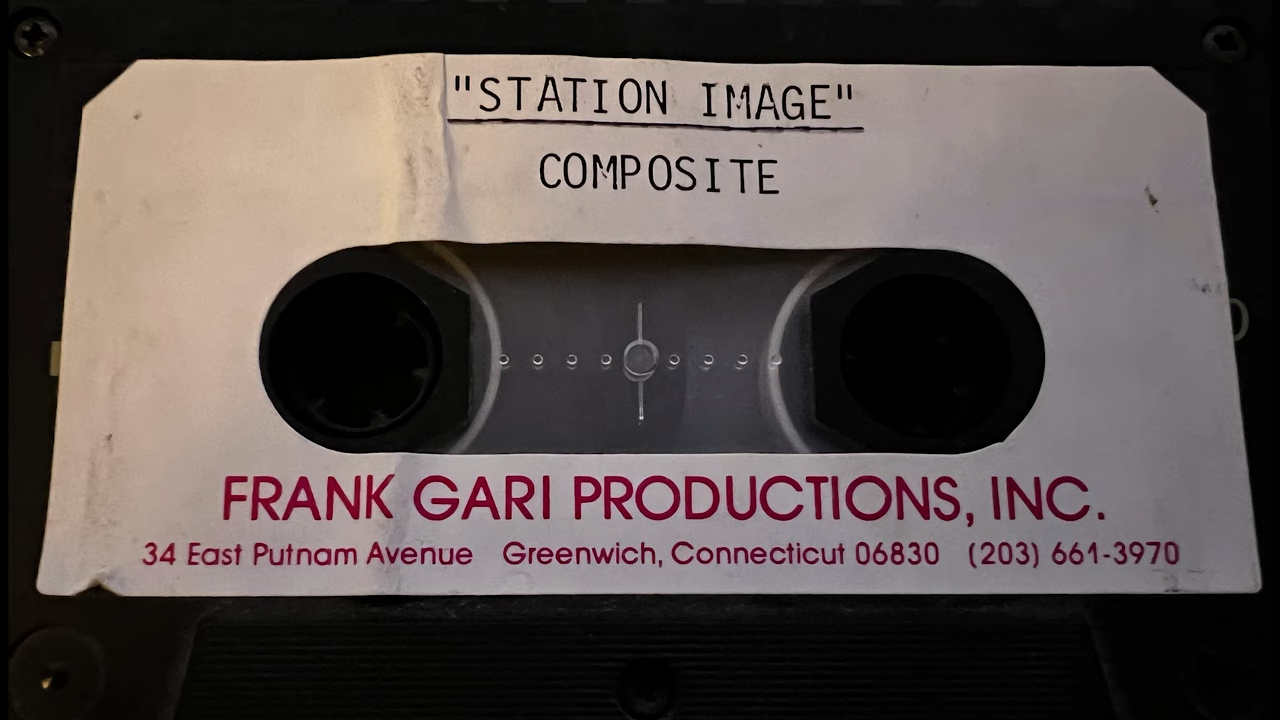 "STATION IMAGE"
COMPOSITE
FRANK GARI PRODUCTIONS, INC.
34 East Putnam Avenue Greenwich, Connecticut 06830 (203) 661-3970